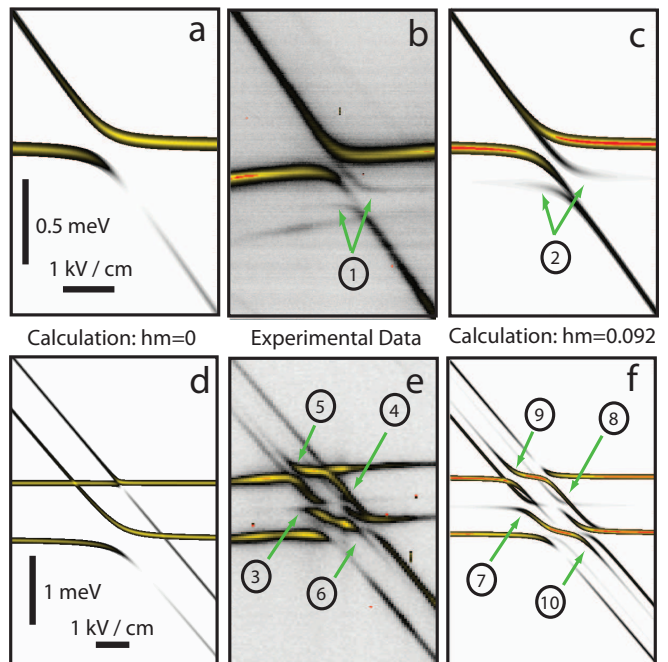 a
b
c
0.5 meV
1 kV / cm
1
2
Calculation: hm=0
Experimental Data
Calculation: hm=0.092
d
e
f
5
4
9
8
3
6
7
10
1 meV
1 kV / cm